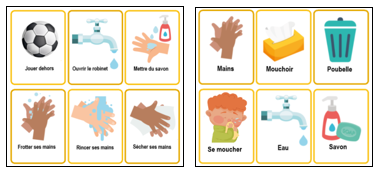 Jouer dehors
Ouvrir le robinet
Mettre du savon
Frotter ses mains
Rincer ses mains
Sécher ses mains
Mains
Mouchoir
Poubelle
Se moucher
Eau
Savon